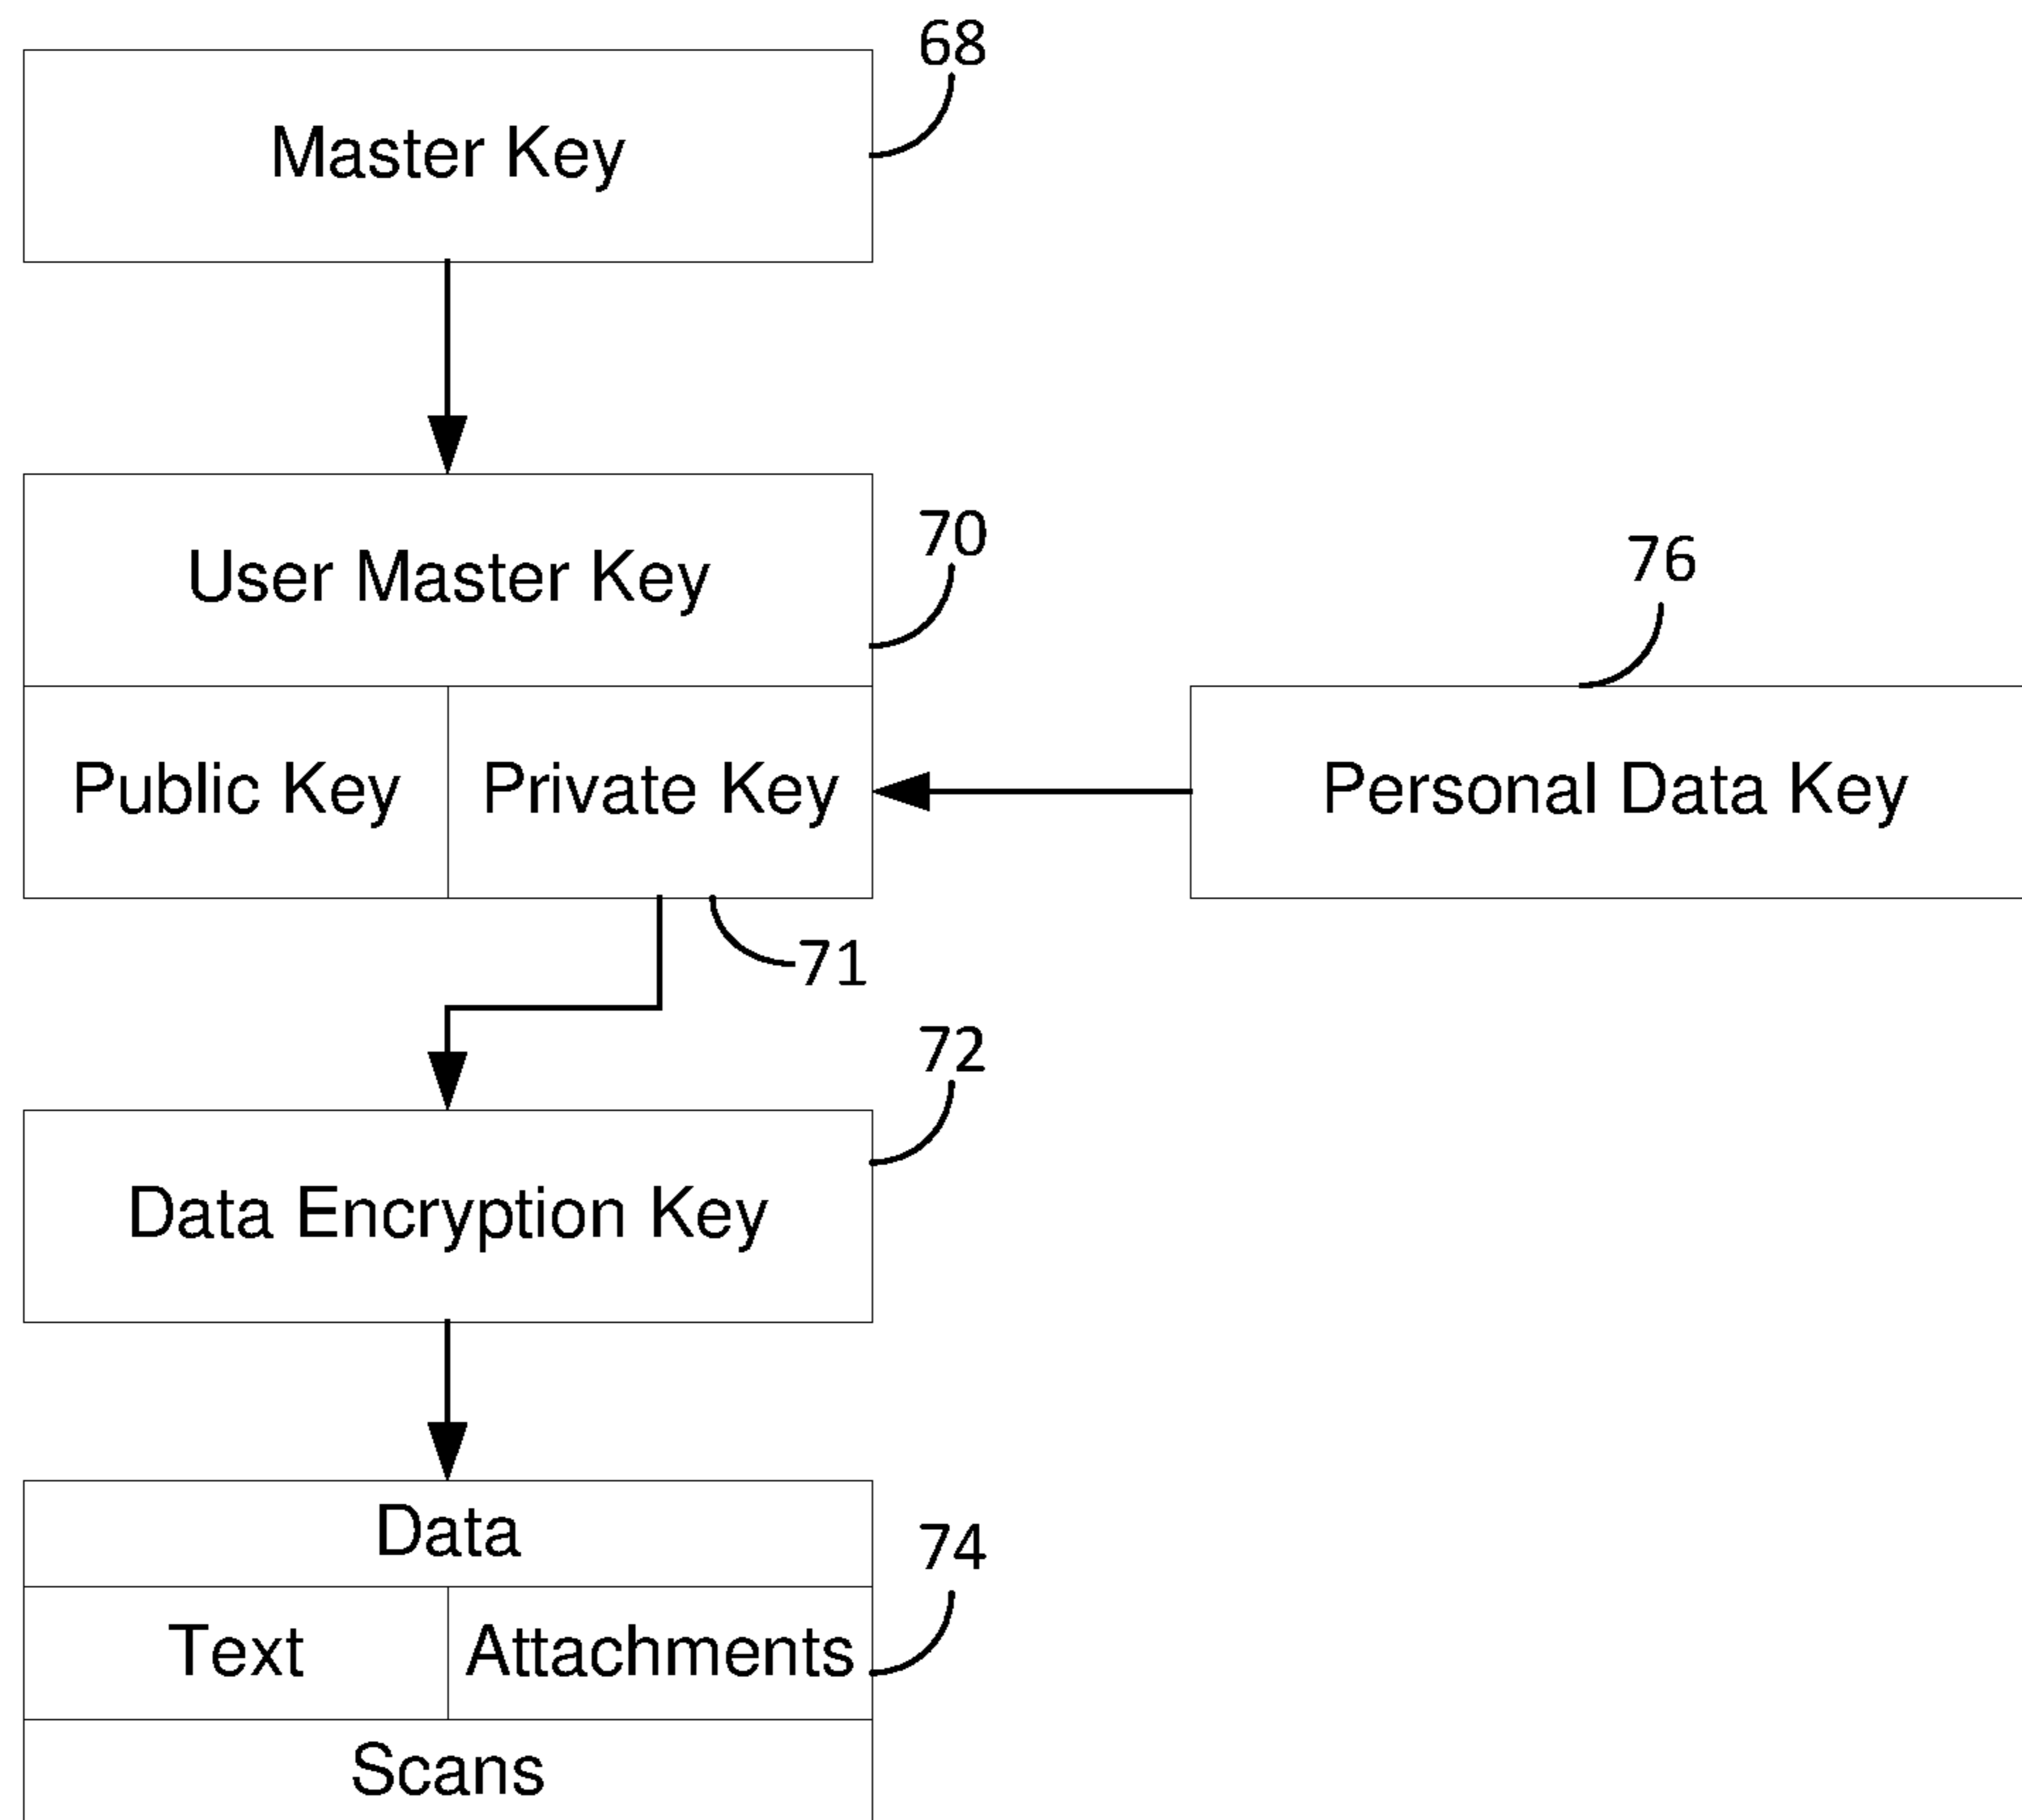 68
Master Key
70
User Master Key
76
Public Key Private Key
Personal Data Key
71
72
Data Encryption Key
Data
74
Text Attachments
Scans